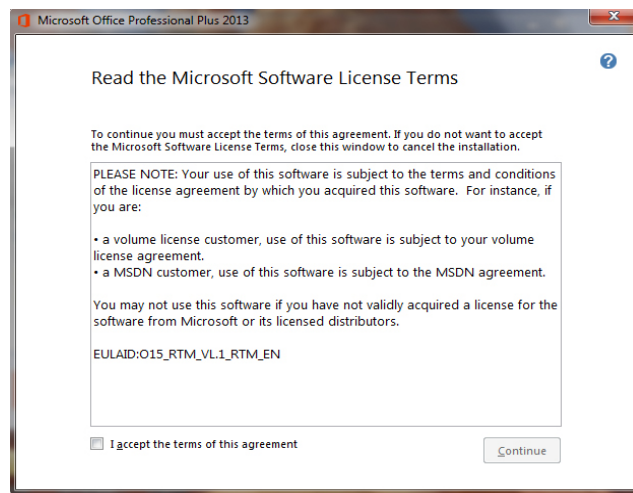 Microsoft Office Professional Plus 2013
Read the Microsoft Software License Terms
To continue you must accept the terms of this agreement. If you do not want to accept
the Microsoft Software License Terms, close this window to cancel the installation.
PLEASE NOTE: Your use of this software is subject to the terms and conditions
of the license agreement by which you acquired this software.  For instance, if
you are:
• a volume license customer, use of this software is subject to your volume
license agreement.
• a MSDN customer, use of this software is subject to the MSDN agreement.
You may not use this software if you have not validly acquired a license for the
software from Microsoft or its licensed distributors.
EULAID:O15_RTM_VL.1_RTM_EN
I accept the terms of this agreement
Continue